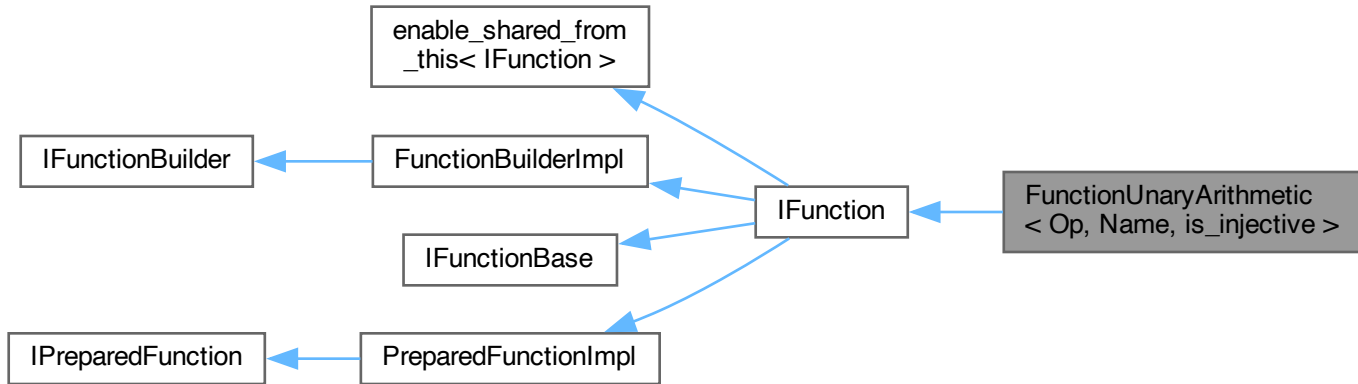 enable_shared_from
_this< IFunction >
IFunctionBuilder
FunctionBuilderImpl
IFunction
FunctionUnaryArithmetic
< Op, Name, is_injective >
IFunctionBase
IPreparedFunction
PreparedFunctionImpl